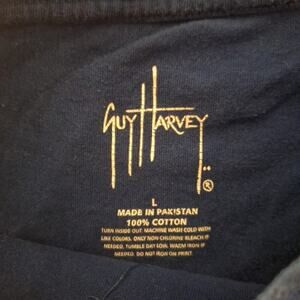 GUY HARVEY
®
L
MADE IN PAKISTAN
100% COTTON
TURN INSIDE OUT. MACHINE WASH COLD WITH
LIKE COLORS. ONLY NON CHLORINE BLEACH IF
NEEDED. TUMBLE DRY LOW. WARM IRON IF
NEEDED. DO NOT IRON ON PRINT.